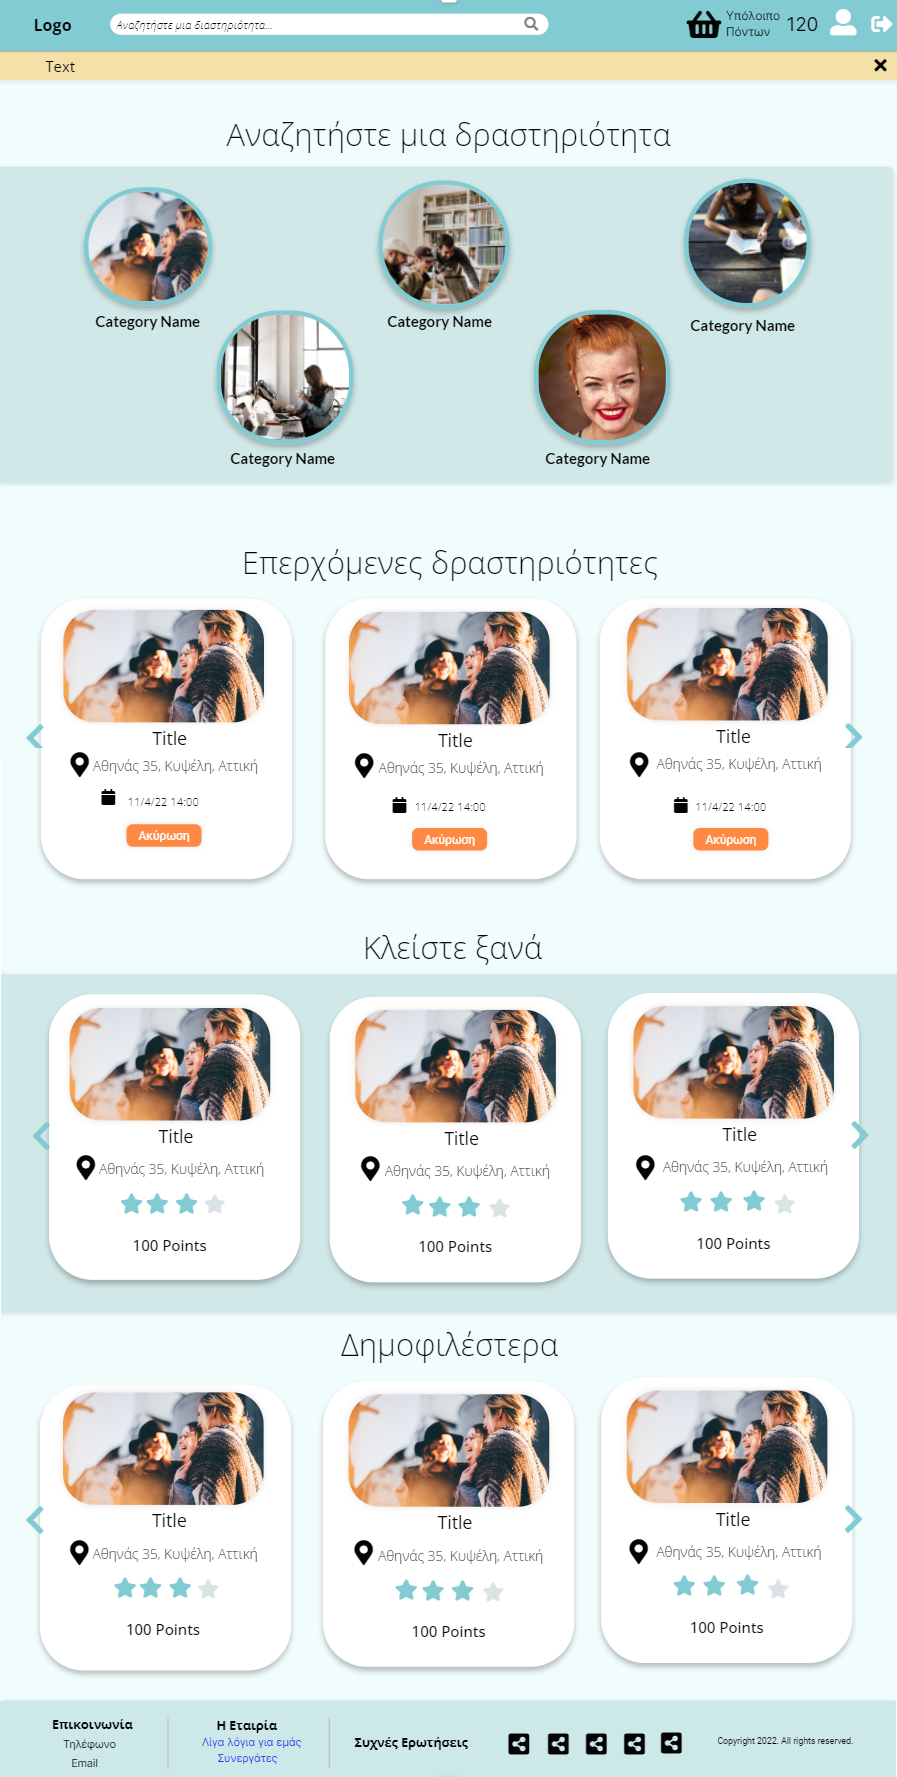 Logo
Αναζητήστε μια διαστηριότητα...
Υπόλοιπο
Πόντων
120
Text
Αναζητήστε μια δραστηριότητα
Category Name
Category Name
Category Name
Category Name
Category Name
Επερχόμενες δραστηριότητες
Title
Αθηνάς 35, Κυψέλη, Αττική
11/4/22 14:00
Ακύρωση
Title
Αθηνάς 35, Κυψέλη, Αττική
11/4/22 14:00
Ακύρωση
Title
Αθηνάς 35, Κυψέλη, Αττική
11/4/22 14:00
Ακύρωση
Κλείστε ξανά
Title
Αθηνάς 35, Κυψέλη, Αττική
100 Points
Title
Αθηνάς 35, Κυψέλη, Αττική
100 Points
Title
Αθηνάς 35, Κυψέλη, Αττική
100 Points
Δημοφιλέστερα
Title
Αθηνάς 35, Κυψέλη, Αττική
100 Points
Title
Αθηνάς 35, Κυψέλη, Αττική
100 Points
Title
Αθηνάς 35, Κυψέλη, Αττική
100 Points
Επικοινωνία
Τηλέφωνο
Email
Η Εταιρία
Λίγα λόγια για εμάς
Συνεργάτες
Συχνές Ερωτήσεις
Copyright 2022. All rights reserved.